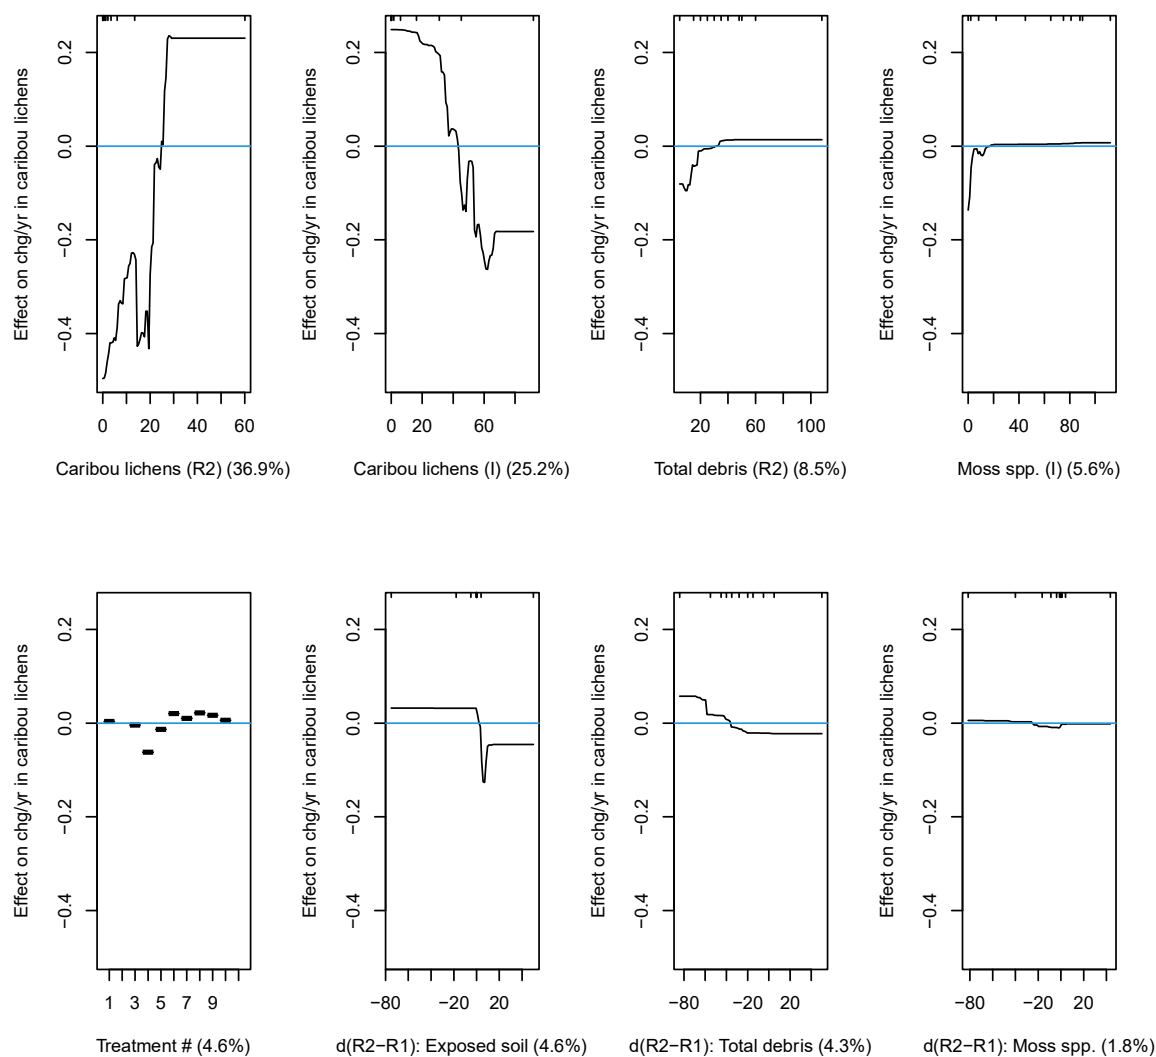 Effect on chg/yr in caribou lichens
0.2
0.0
−0.2
−0.4
0 20 40 60
Caribou lichens (R2) (36.9%)
Effect on chg/yr in caribou lichens
0.2
0.0
−0.2
−0.4
0 20 60
Caribou lichens (I) (25.2%)
Effect on chg/yr in caribou lichens
0.2
0.0
−0.2
−0.4
20 60 100
Total debris (R2) (8.5%)
Effect on chg/yr in caribou lichens
0.2
0.0
−0.2
−0.4
0 40 80
Moss spp. (I) (5.6%)
Effect on chg/yr in caribou lichens
0.2
0.0
−0.2
−0.4
1 3 5 7 9
Treatment # (4.6%)
Effect on chg/yr in caribou lichens
0.2
0.0
−0.2
−0.4
−80 −20 20
d(R2−R1): Exposed soil (4.6%)
Effect on chg/yr in caribou lichens
0.2
0.0
−0.2
−0.4
−80 −20 20
d(R2−R1): Total debris (4.3%)
Effect on chg/yr in caribou lichens
0.2
0.0
−0.2
−0.4
−80 −20 20
d(R2−R1): Moss spp. (1.8%)